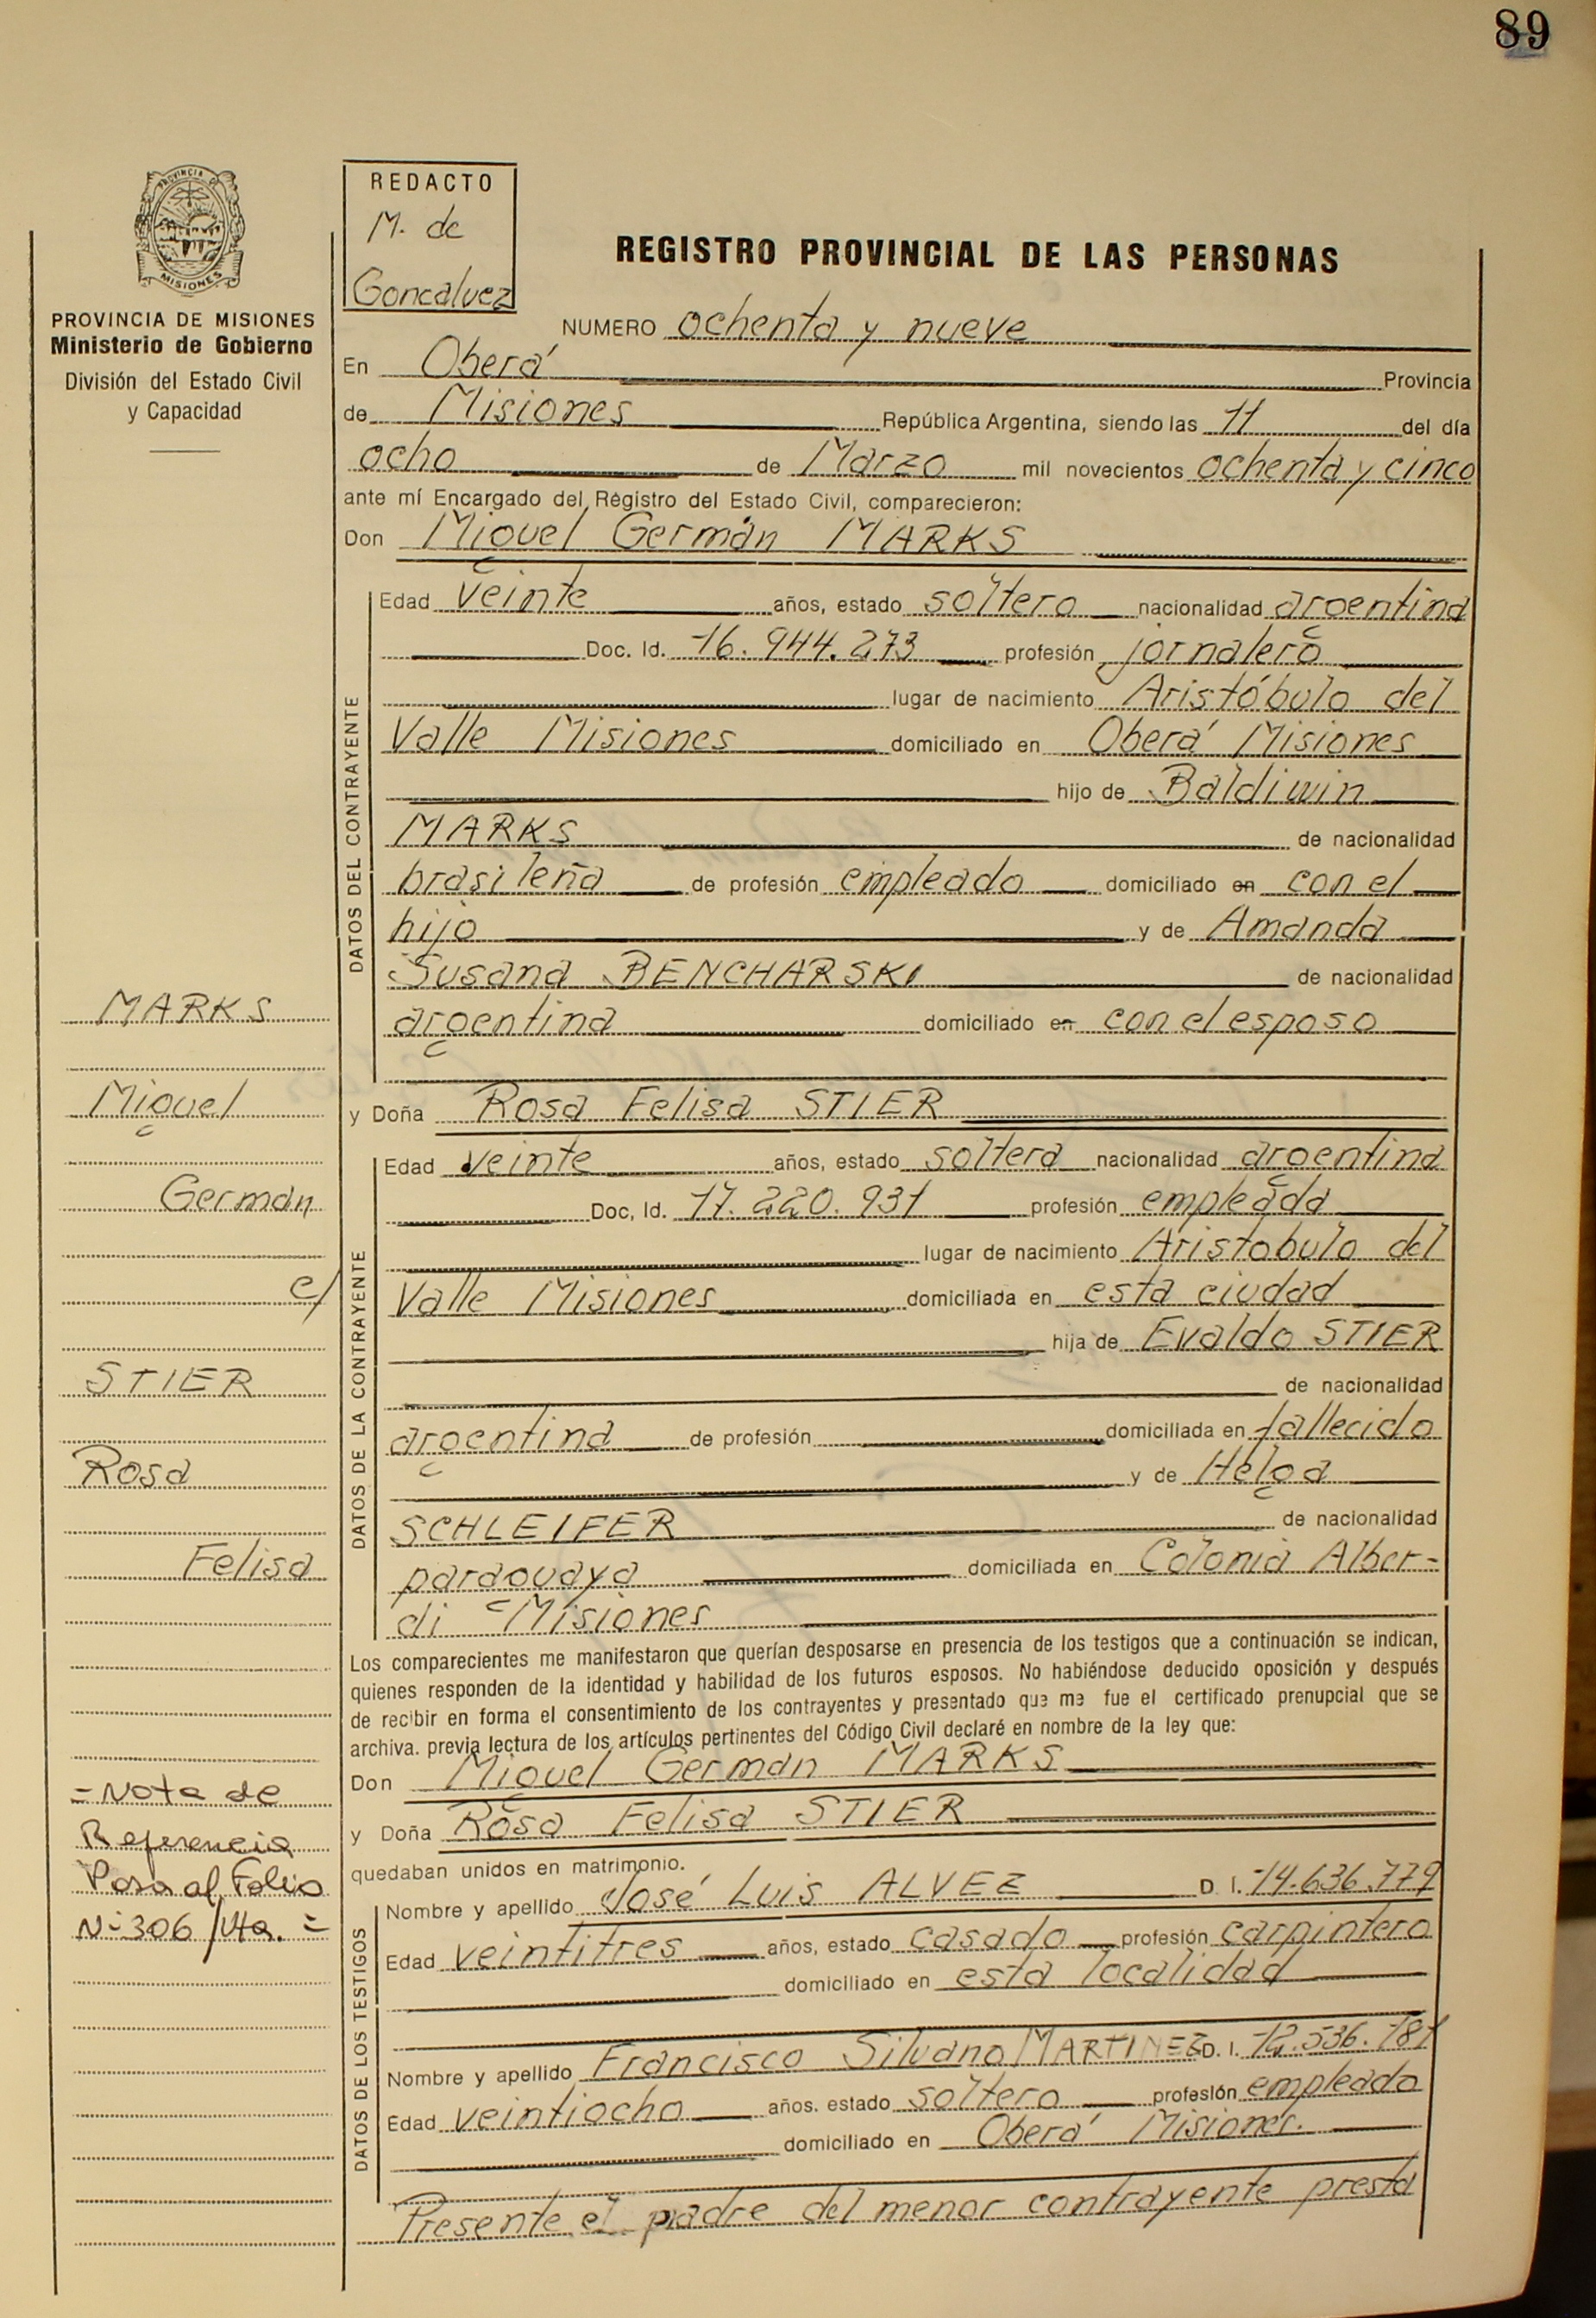 89
PROVINCIA DE
MISIONES
PROVINCIA DE MISIONES
Ministerio de Gobierno
División del Estado Civil
y Capacidad
REDACTO
M. de
Goncalvez
REGISTRO PROVINCIAL DE LAS PERSONAS
NUMERO ochenta y nueve
En Oberá Provincia
de Misiones República Argentina, siendo las 11 del día
ocho de Marzo mil novecientos ochenta y cinco
ante mí Encargado del Registro del Estado Civil, comparecieron:
Don Miguel Germán MARKS
DATOS DEL CONTRAYENTE
Edad veinte años, estado soltero nacionalidad argentina
Doc. Id. 16.944.273 profesión jornalero
lugar de nacimiento Aristóbulo del
Valle Misiones domiciliado en Oberá Misiones
hijo de Baldiwin
MARKS de nacionalidad
brasileña de profesión empleado domiciliado en con el
hijo y de Amanda
Susana BENCHARSKI de nacionalidad
argentina domiciliado en con el esposo
y Doña Rosa Felisa STIER
DATOS DE LA CONTRAYENTE
Edad veinte años, estado soltera nacionalidad argentina
Doc, Id. 17.220.931 profesión empleada
lugar de nacimiento Aristobulo del
Valle Misiones domiciliada en esta ciudad
hija de Evaldo STIER
de nacionalidad
argentina de profesión domiciliada en fallecido
y de Helga
SCHLEIFER de nacionalidad
paraguaya domiciliada en Colonia Alber=
di Misiones
Los comparecientes me manifestaron que querían desposarse en presencia de los testigos que a continuación se indican,
quienes responden de la identidad y habilidad de los futuros esposos. No habiéndose deducido oposición y después
de recibir en forma el consentimiento de los contrayentes y presentado que me fue el certificado prenupcial que se
archiva. previa lectura de los artículos pertinentes del Código Civil declaré en nombre de la ley que:
Don Miguel German MARKS
y Doña Rosa Felisa STIER
quedaban unidos en matrimonio.
DATOS DE LOS TESTIGOS
Nombre y apellido José Luis ALVEZ D. I. 14.636.779
Edad veintitres años, estado casado profesión carpintero
domiciliado en esta localidad
Nombre y apellido Francisco Silvano MARTINEZ D. I. 12.536.181
Edad veintiocho años. estado soltero profesión empleado
domiciliado en Oberá Misiones.
Presente el padre del menor contrayente presta
MARKS
Miguel
German
c/
STIER
Rosa
Felisa
=Nota de
Referencia
Pasa al Folio
Nº 306/Vta.=